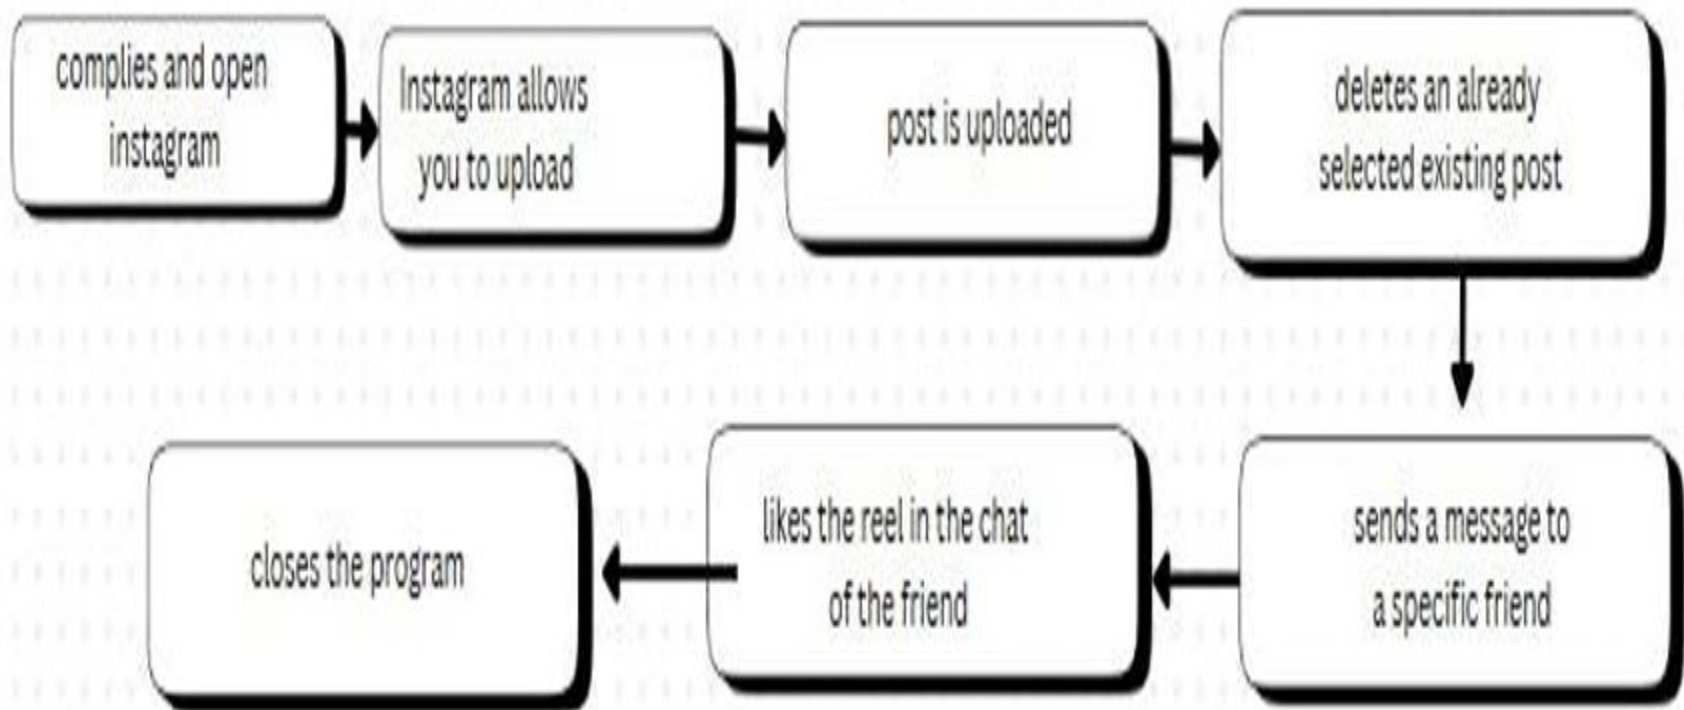 complies and open
instagram
Instagram allows
you to upload
post is uploaded
deletes an already
selected existing post
sends a message to
a specific friend
likes the reel in the chat
of the friend
closes the program